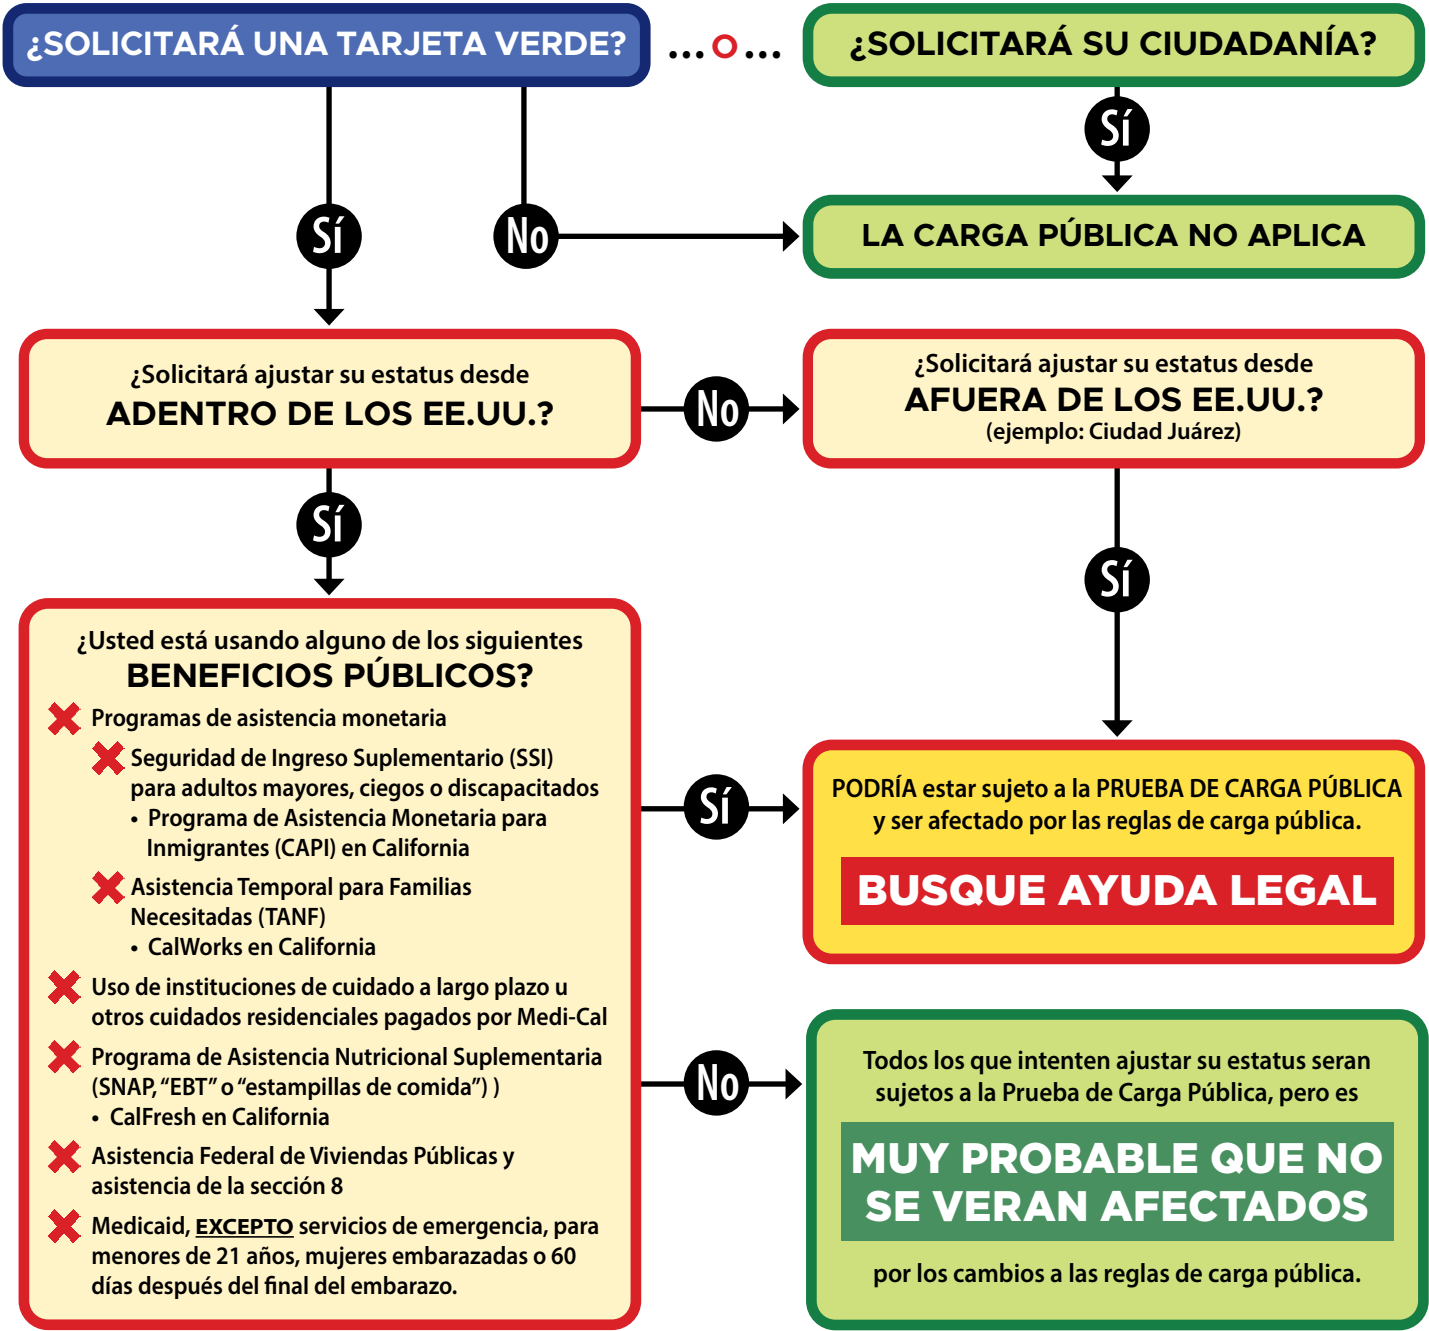 ¿SOLICITARÁ UNA TARJETA VERDE?
...O...
¿SOLICITARÁ SU CIUDADANÍA?
Sí
Sí
No
LA CARGA PÚBLICA NO APLICA
¿Solicitará ajustar su estatus desde
ADENTRO DE LOS EE.UU.?
No
¿Solicitará ajustar su estatus desde
AFUERA DE LOS EE.UU.?
(ejemplo: Ciudad Juárez)
Sí
Sí
¿Usted está usando alguno de los siguientes
BENEFICIOS PÚBLICOS?
Programas de asistencia monetaria
Seguridad de Ingreso Suplementario (SSI)
para adultos mayores, ciegos o discapacitados
• Programa de Asistencia Monetaria para
Inmigrantes (CAPI) en California
Asistencia Temporal para Familias
Necesitadas (TANF)
• CalWorks en California
Uso de instituciones de cuidado a largo plazo u
otros cuidados residenciales pagados por Medi-Cal
Programa de Asistencia Nutricional Suplementaria
(SNAP, “EBT” o “estampillas de comida”) )
• CalFresh en California
Asistencia Federal de Viviendas Públicas y
asistencia de la sección 8
Medicaid, EXCEPTO servicios de emergencia, para
menores de 21 años, mujeres embarazadas o 60
días después del final del embarazo.
Sí
PODRÍA estar sujeto a la PRUEBA DE CARGA PÚBLICA
y ser afectado por las reglas de carga pública.
BUSQUE AYUDA LEGAL
No
Todos los que intenten ajustar su estatus seran
sujetos a la Prueba de Carga Pública, pero es
MUY PROBABLE QUE NO
SE VERAN AFECTADOS
por los cambios a las reglas de carga pública.